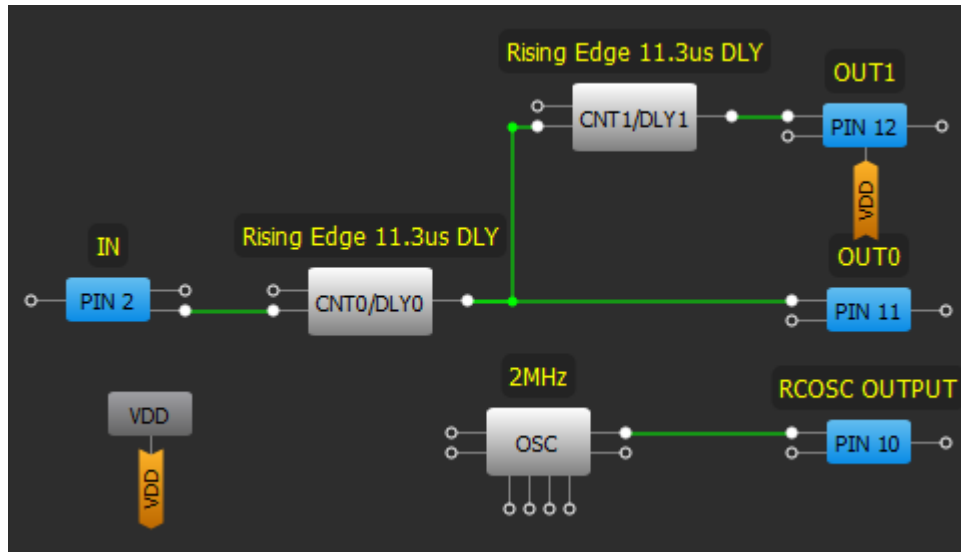 Rising Edge 11.3us DLY
OUT1
CNT1/DLY1
PIN 12
VDD
IN
Rising Edge 11.3us DLY
OUT0
PIN 2
CNT0/DLY0
PIN 11
2MHz
RCOSC OUTPUT
VDD
OSC
PIN 10
VDD